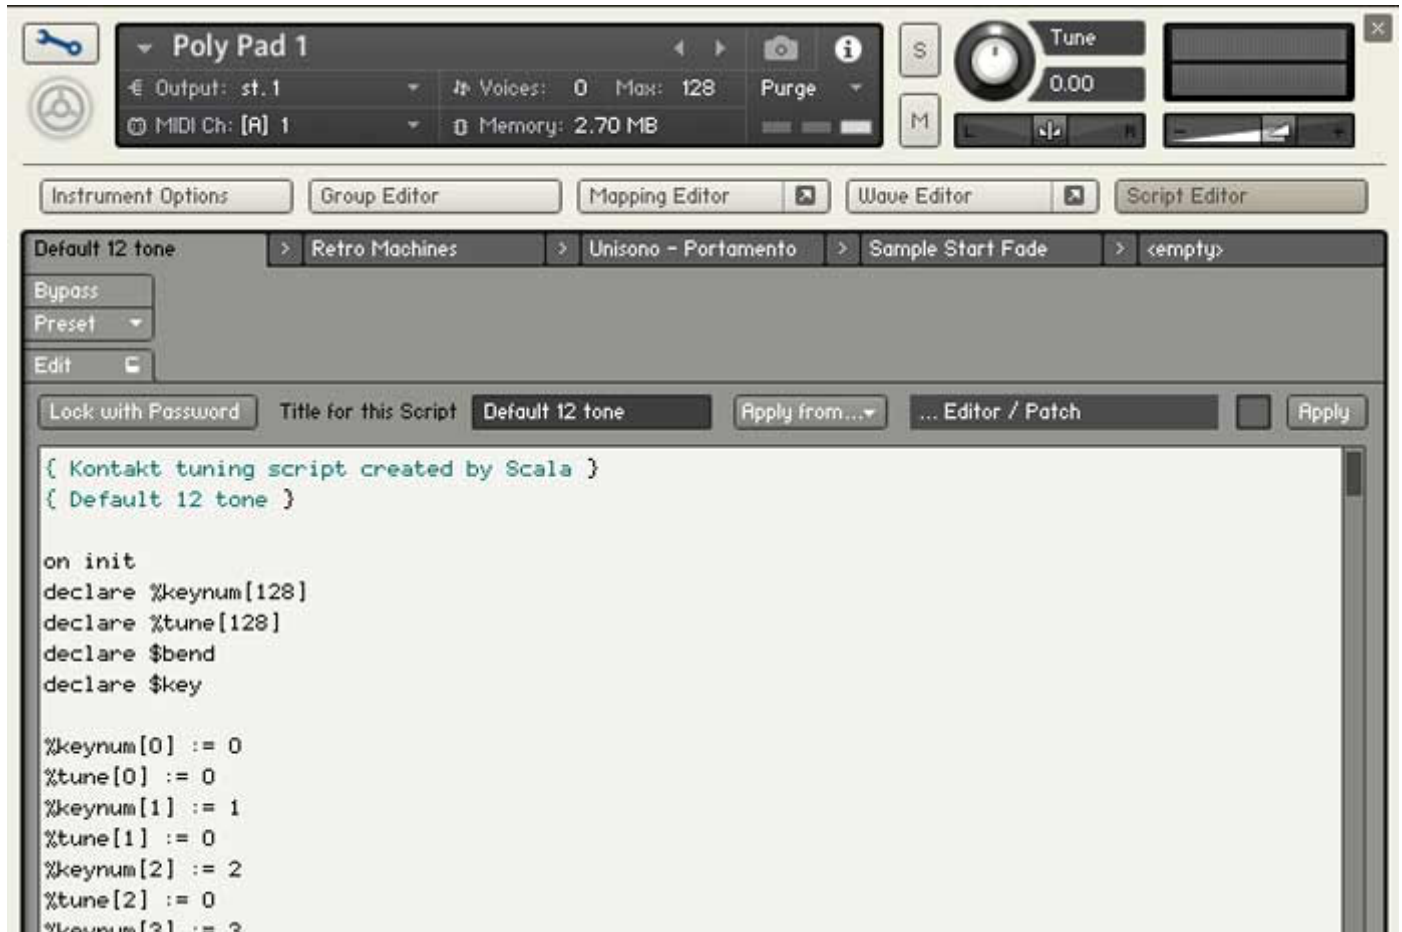 Poly Pad 1
S
Tune
Output: st. 1
Voices: 0 Max: 128
Purge
0.00
MIDI Ch: [A] 1
Memory: 2.70 MB
M
L R
- +
Instrument Options
Group Editor
Mapping Editor
Wave Editor
Script Editor
Default 12 tone > Retro Machines > Unisono - Portamento > Sample Start Fade > <empty>
Bypass
Preset
Edit
Lock with Password Title for this Script Default 12 tone Apply from... ... Editor / Patch Apply
{ Kontakt tuning script created by Scala }
{ Default 12 tone }
on init
declare %keynum[128]
declare %tune[128]
declare $bend
declare $key
%keynum[0] := 0
%tune[0] := 0
%keynum[1] := 1
%tune[1] := 0
%keynum[2] := 2
%tune[2] := 0
%keynum[3] := 3